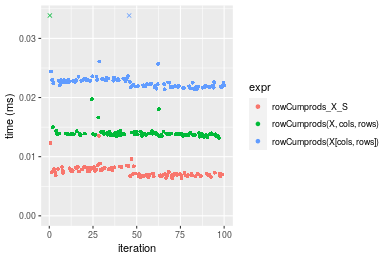 0.03
0.02
0.01
0.00
time (ms)
0
25
50
75
100
iteration
expr
rowCumprods_X_S
rowCumprods(X, cols, rows)
rowCumprods(X[cols, rows])